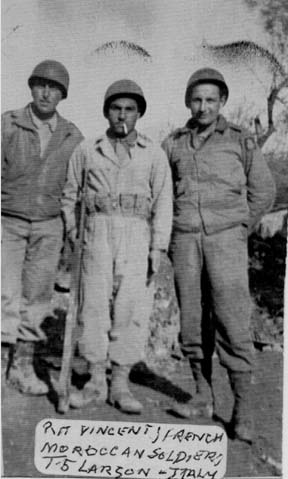 PVT VINCENT, FRENCH
MOROCCAN SOLDIER,
T-5 LARSON - ITALY